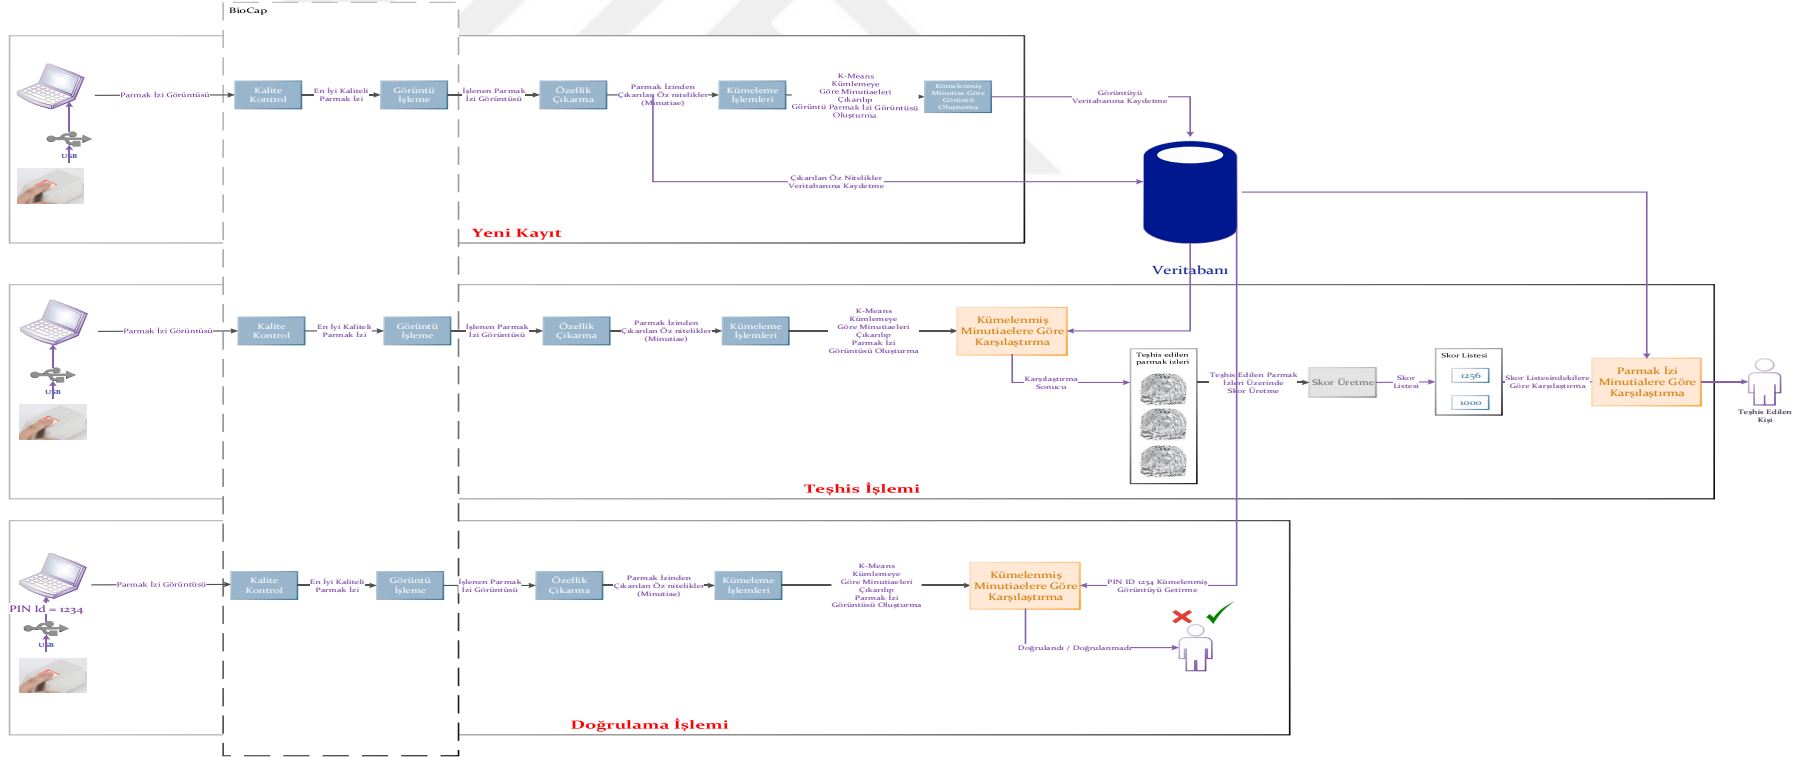 BioCap
Parmak İzi Görüntüsü
Kalite
Kontrol
En İyi Kaliteli
Parmak İzi
Görüntü
İşleme
İşlenen Parmak
İzi Görüntüsü
Özellik
Çıkarma
Parmak İzinden
Çıkarılan Öz nitelikler
(Minutiae)
Kümeleme
İşlemleri
K-Means
Kümlemeye
Göre Minutiaeleri
Çıkarılıp
Görüntü Parmak İzi Görüntüsü
Oluşturma
Kümelenmiş
Minutiae Göre
Görüntü
Oluşturma
Görüntüyü
Veritabanına Kaydetme
USB
Çıkarılan Öz Nitelikler
Veritabanına Kaydetme
Yeni Kayıt
Veritabanı
Parmak İzi Görüntüsü
Kalite
Kontrol
En İyi Kaliteli
Parmak İzi
Görüntü
İşleme
İşlenen Parmak
İzi Görüntüsü
Özellik
Çıkarma
Parmak İzinden
Çıkarılan Öz nitelikler
(Minutiae)
Kümeleme
İşlemleri
K-Means
Kümlemeye
Göre Minutiaeleri
Çıkarılıp
Parmak İzi
Görüntüsü Oluşturma
Kümelenmiş
Minutiaelere Göre
Karşılaştırma
USB
Karşılaştırma
Sonucu
Teşhis edilen
parmak izleri
Teşhis Edilen Parmak
İzleri Üzerinde
Skor Üretme
Skor Üretme
Skor
Listesi
Skor Listesi
1256
1000
Skor Listesindekilere
Göre Karşılaştırma
Parmak İzi
Minutialere Göre
Karşılaştırma
Teşhis Edilen
Kişi
Teşhis İşlemi
Parmak İzi Görüntüsü
Kalite
Kontrol
En İyi Kaliteli
Parmak İzi
Görüntü
İşleme
İşlenen Parmak
İzi Görüntüsü
Özellik
Çıkarma
Parmak İzinden
Çıkarılan Öz nitelikler
(Minutiae)
Kümeleme
İşlemleri
K-Means
Kümlemeye
Göre Minutiaeleri
Çıkarılıp
Parmak İzi
Görüntüsü Oluşturma
Kümelenmiş
Minutiaelere Göre
Karşılaştırma
PIN ID 1234 Kümelenmiş
Görüntüyü Getirme
PIN Id = 1234
USB
Doğrulandı / Doğrulanmadı
Doğrulama İşlemi